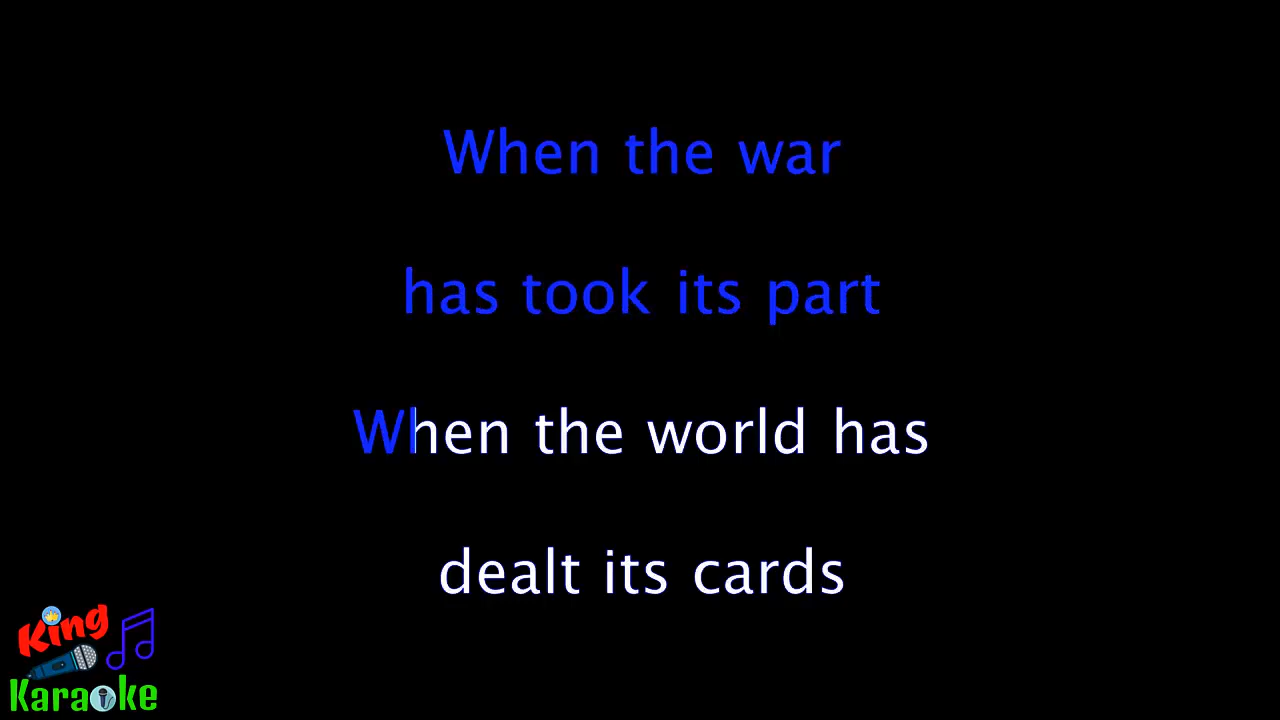 When the war
has took its part
When the world has
dealt its cards
King
Karaoke